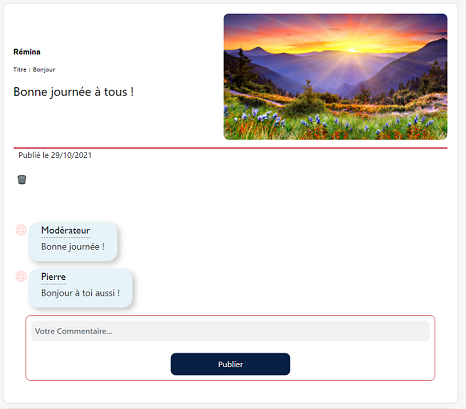 Rémina
Titre : Bonjour
Bonne journée à tous !
Publié le 29/10/2021
Modérateur
Bonne journée !
Pierre
Bonjour à toi aussi !
Votre Commentaire...
Publier